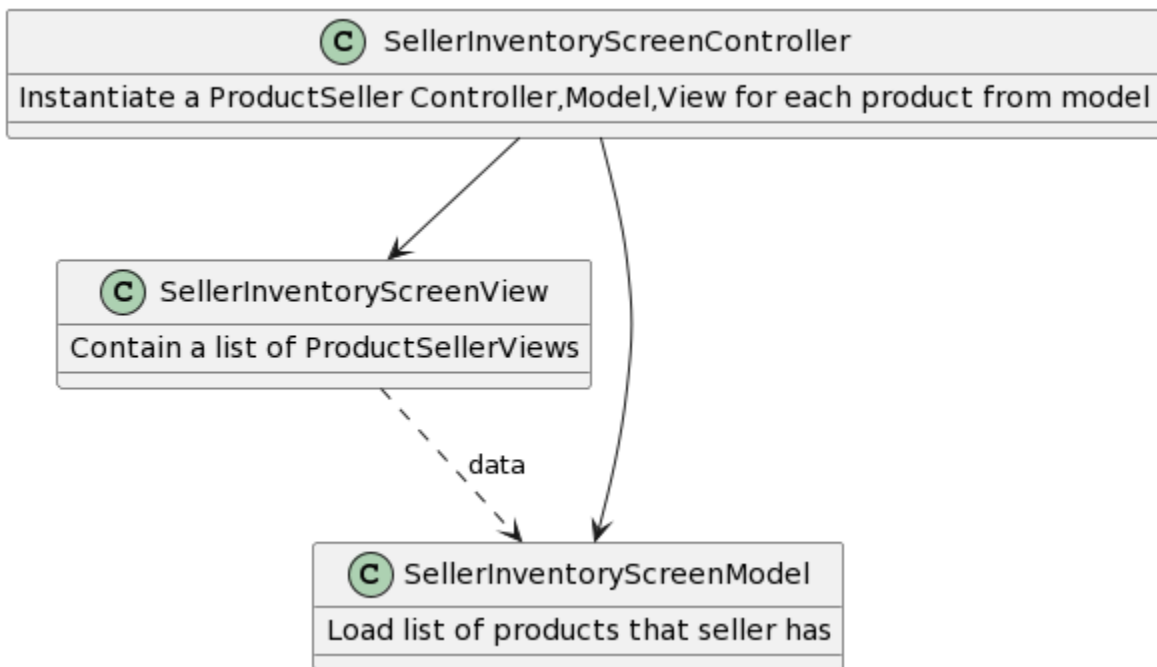 C SellerInventoryScreenController
Instantiate a ProductSeller Controller,Model,View for each product from model
C SellerInventoryScreenView
Contain a list of ProductSellerViews
data
C SellerInventoryScreenModel
Load list of products that seller has